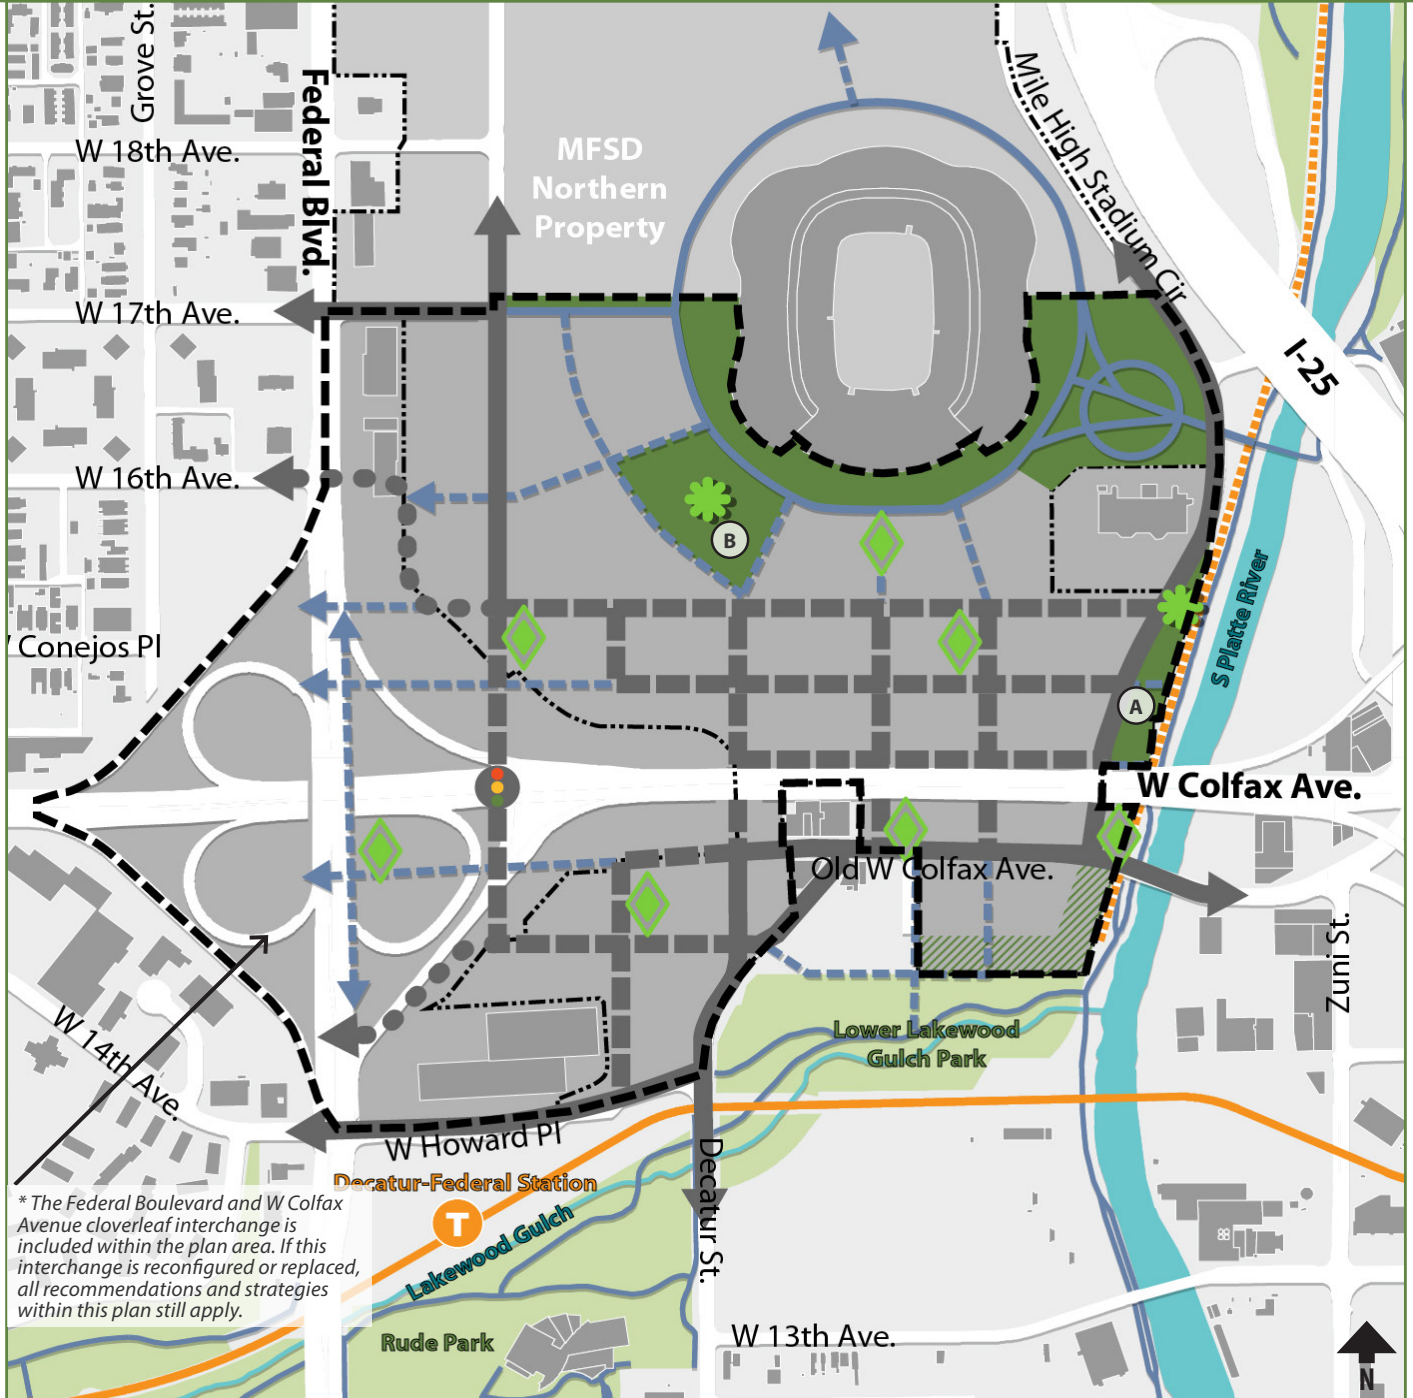 Grove St.
Federal Blvd.
W 18th Ave.
MFSD
Northern
Property
Mile High Stadium Cir
W 17th Ave.
I-25
W 16th Ave.
B
S Platte River
Conejos Pl
A
W Colfax Ave.
Old W Colfax Ave.
Zuni St.
W 14th Ave.
Lower Lakewood
Gulch Park
W Howard Pl
Decatur St.
Decatur-Federal Station
T
Lakewood Gulch
* The Federal Boulevard and W Colfax
Avenue cloverleaf interchange is
included within the plan area. If this
interchange is reconfigured or replaced,
all recommendations and strategies
within this plan still apply.
Rude Park
W 13th Ave.
N